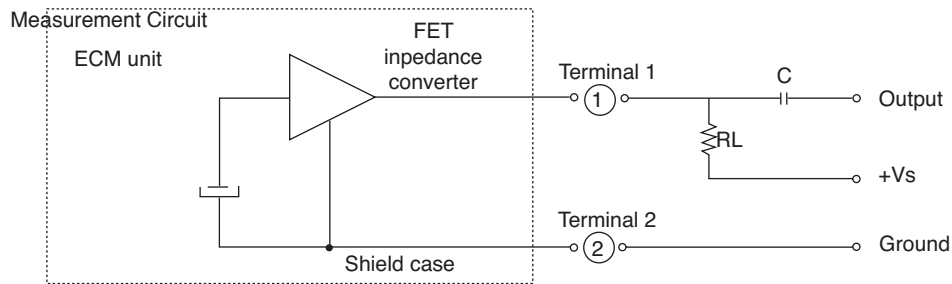 Measurement Circuit
ECM unit
FET
inpedance
converter
Terminal 1
1
C
Output
RL
+Vs
Terminal 2
2
Ground
Shield case